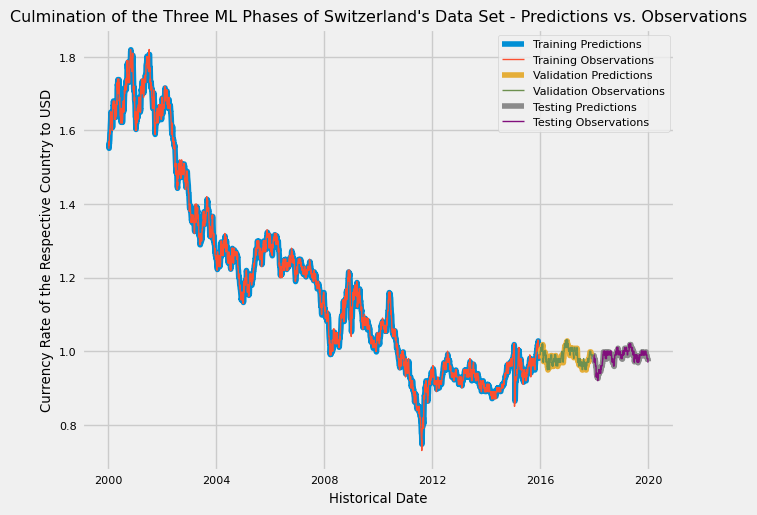 Culmination of the Three ML Phases of Switzerland's Data Set - Predictions vs. Observations
Training Predictions
Training Observations
Validation Predictions
Validation Observations
Testing Predictions
Testing Observations
Currency Rate of the Respective Country to USD
1.8
1.6
1.4
1.2
1.0
0.8
2000
2004
2008
2012
2016
2020
Historical Date